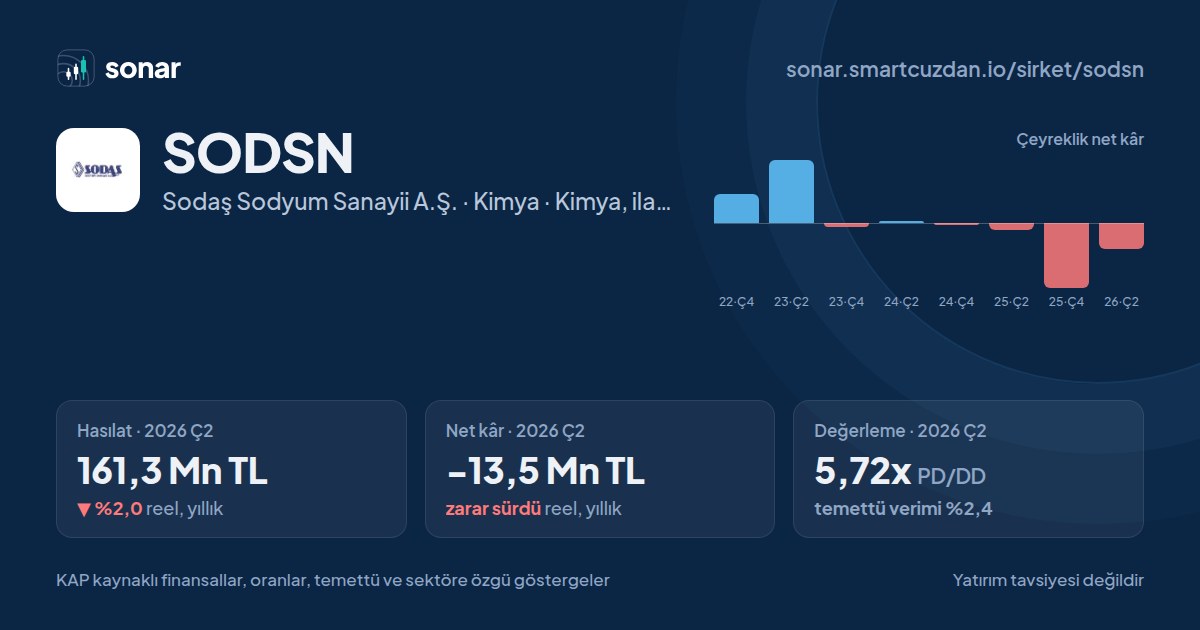 sonar
sonar.smartcuzdan.io/sirket/sodsn
SODAŞ
SODSN
Sodaş Sodyum Sanayii A.Ş. · Kimya · Kimya, ila…
Çeyreklik net kâr
22·Ç4 23·Ç2 23·Ç4 24·Ç2 24·Ç4 25·Ç2 25·Ç4 26·Ç2
Hasılat · 2026 Ç2
161,3 Mn TL
▼ %2,0 reel, yıllık
Net kâr · 2026 Ç2
−13,5 Mn TL
zarar sürdü reel, yıllık
Değerleme · 2026 Ç2
5,72x PD/DD
temettü verimi %2,4
KAP kaynaklı finansallar, oranlar, temettü ve sektöre özgü göstergeler
Yatırım tavsiyesi değildir